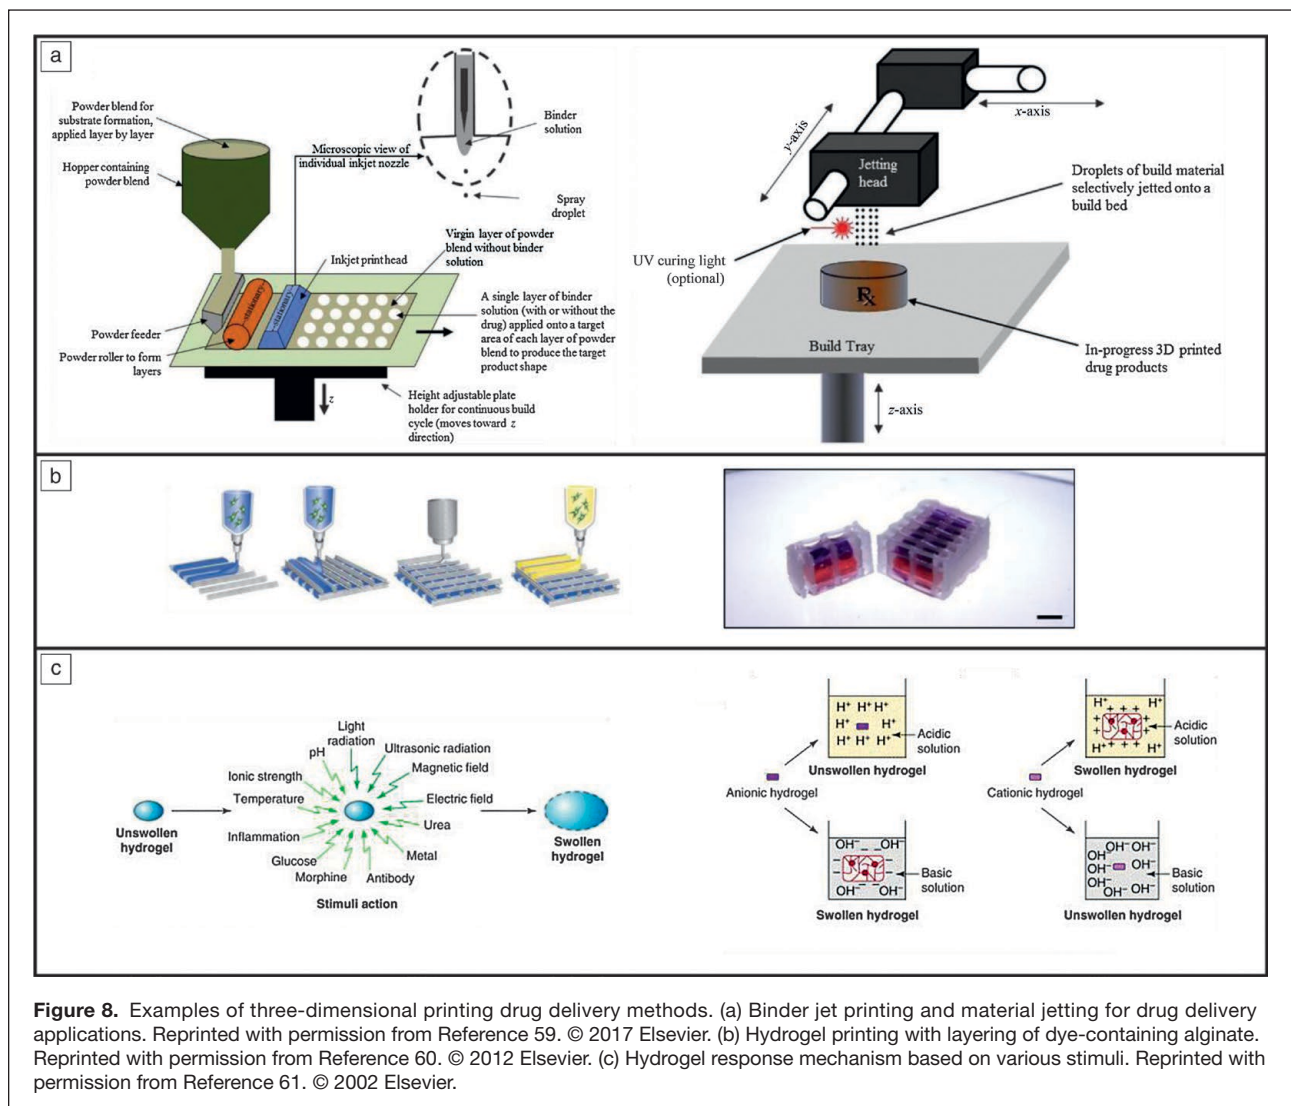 a
Powder blend for
substrate formation,
applied layer by layer
Hopper containing
powder blend
Microscopic view of
individual inkjet nozzle
Binder
solution
Spray
droplet
Virgin layer of powder
blend without binder
solution
Inkjet print head
A single layer of binder
solution (with or without the
drug) applied onto a target
area of each layer of powder
blend to produce the target
product shape
stationary
stationary
Powder feeder
Powder roller to form
layers
z
Height adjustable plate
holder for continuous build
cycle (moves toward z
direction)
x-axis
y-axis
Jetting
head
Droplets of build material
selectively jetted onto a
build bed
UV curing light
(optional)
Rx
Build Tray
In-progress 3D printed
drug products
z-axis
b
c
Light
radiation
pH
Ultrasonic radiation
Ionic strength
Magnetic field
Temperature
Electric field
Urea
Inflammation
Metal
Glucose
Morphine
Antibody
Unswollen
hydrogel
Swollen
hydrogel
Stimuli action
H+ H+ H+
H+ H+
H+ H+ H+
Acidic
solution
Unswollen hydrogel
Anionic hydrogel
OH− − − OH−
− −
− −
OH− − − OH−
Basic
solution
Swollen hydrogel
H+ + + H+
+ +
+ +
H+ + + + H+
Acidic
solution
Swollen hydrogel
Cationic hydrogel
OH− OH−
OH−
OH− OH−
OH− OH− OH−
Basic
solution
Unswollen hydrogel
Figure 8. Examples of three-dimensional printing drug delivery methods. (a) Binder jet printing and material jetting for drug delivery
applications. Reprinted with permission from Reference 59. © 2017 Elsevier. (b) Hydrogel printing with layering of dye-containing alginate.
Reprinted with permission from Reference 60. © 2012 Elsevier. (c) Hydrogel response mechanism based on various stimuli. Reprinted with
permission from Reference 61. © 2002 Elsevier.